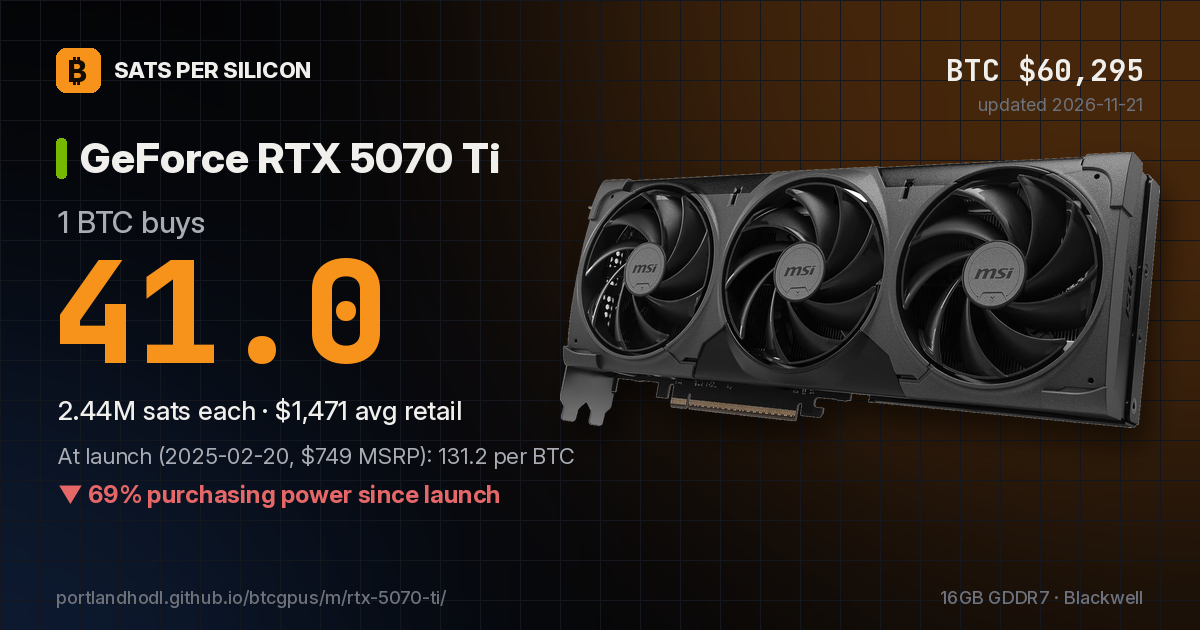 SATS PER SILICON
BTC $60,295
updated 2026-11-21
GeForce RTX 5070 Ti
1 BTC buys
41.0
2.44M sats each · $1,471 avg retail
At launch (2025-02-20, $749 MSRP): 131.2 per BTC
▼ 69% purchasing power since launch
msi
msi
msi
portlandhodl.github.io/btcgpus/m/rtx-5070-ti/
16GB GDDR7 · Blackwell